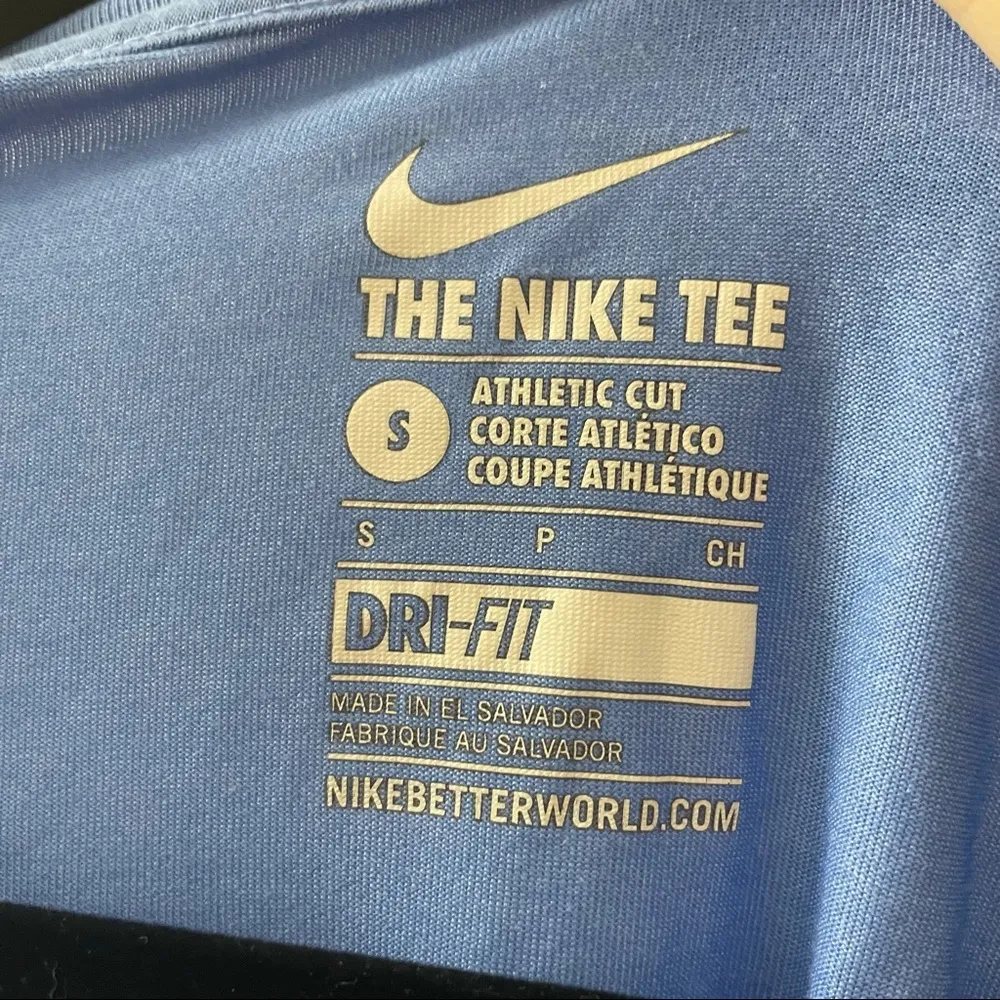 THE NIKE TEE
S
ATHLETIC CUT
CORTE ATLÉTICO
COUPE ATHLÉTIQUE
S P CH
DRI-FIT
MADE IN EL SALVADOR
FABRIQUE AU SALVADOR
NIKEBETTERWORLD.COM